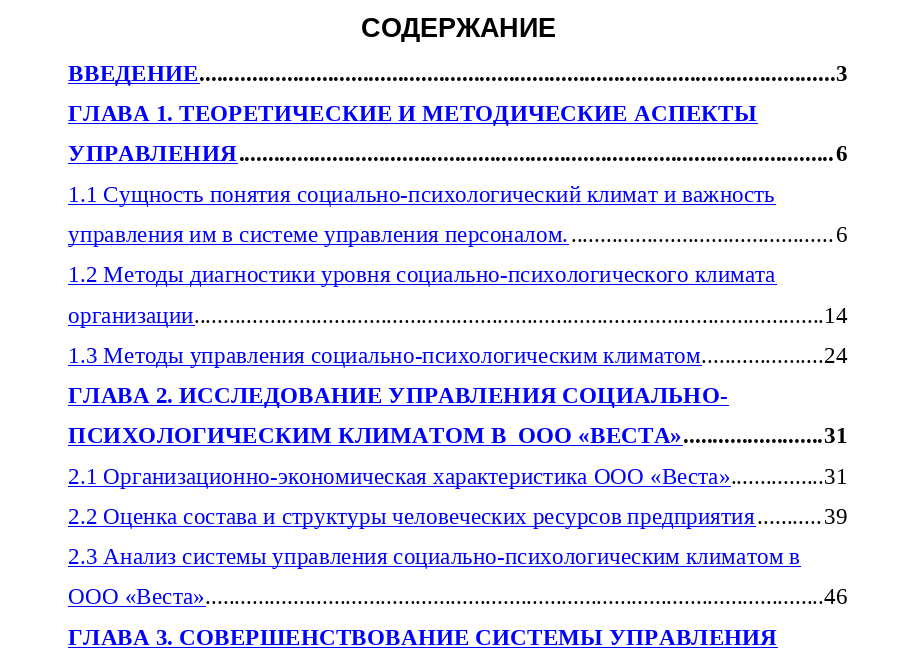 СОДЕРЖАНИЕ
ВВЕДЕНИЕ.............................................................................................................3
ГЛАВА 1. ТЕОРЕТИЧЕСКИЕ И МЕТОДИЧЕСКИЕ АСПЕКТЫ
УПРАВЛЕНИЯ......................................................................................................6
1.1 Сущность понятия социально-психологический климат и важность
управления им в системе управления персоналом. .............................................6
1.2 Методы диагностики уровня социально-психологического климата
организации............................................................................................................14
1.3 Методы управления социально-психологическим климатом.....................24
ГЛАВА 2. ИССЛЕДОВАНИЕ УПРАВЛЕНИЯ СОЦИАЛЬНО-
ПСИХОЛОГИЧЕСКИМ КЛИМАТОМ В  ООО «ВЕСТА»........................31
2.1 Организационно-экономическая характеристика ООО «Веста»................31
2.2 Оценка состава и структуры человеческих ресурсов предприятия...........39
2.3 Анализ системы управления социально-психологическим климатом в
ООО «Веста»..........................................................................................................46
ГЛАВА 3. СОВЕРШЕНСТВОВАНИЕ СИСТЕМЫ УПРАВЛЕНИЯ